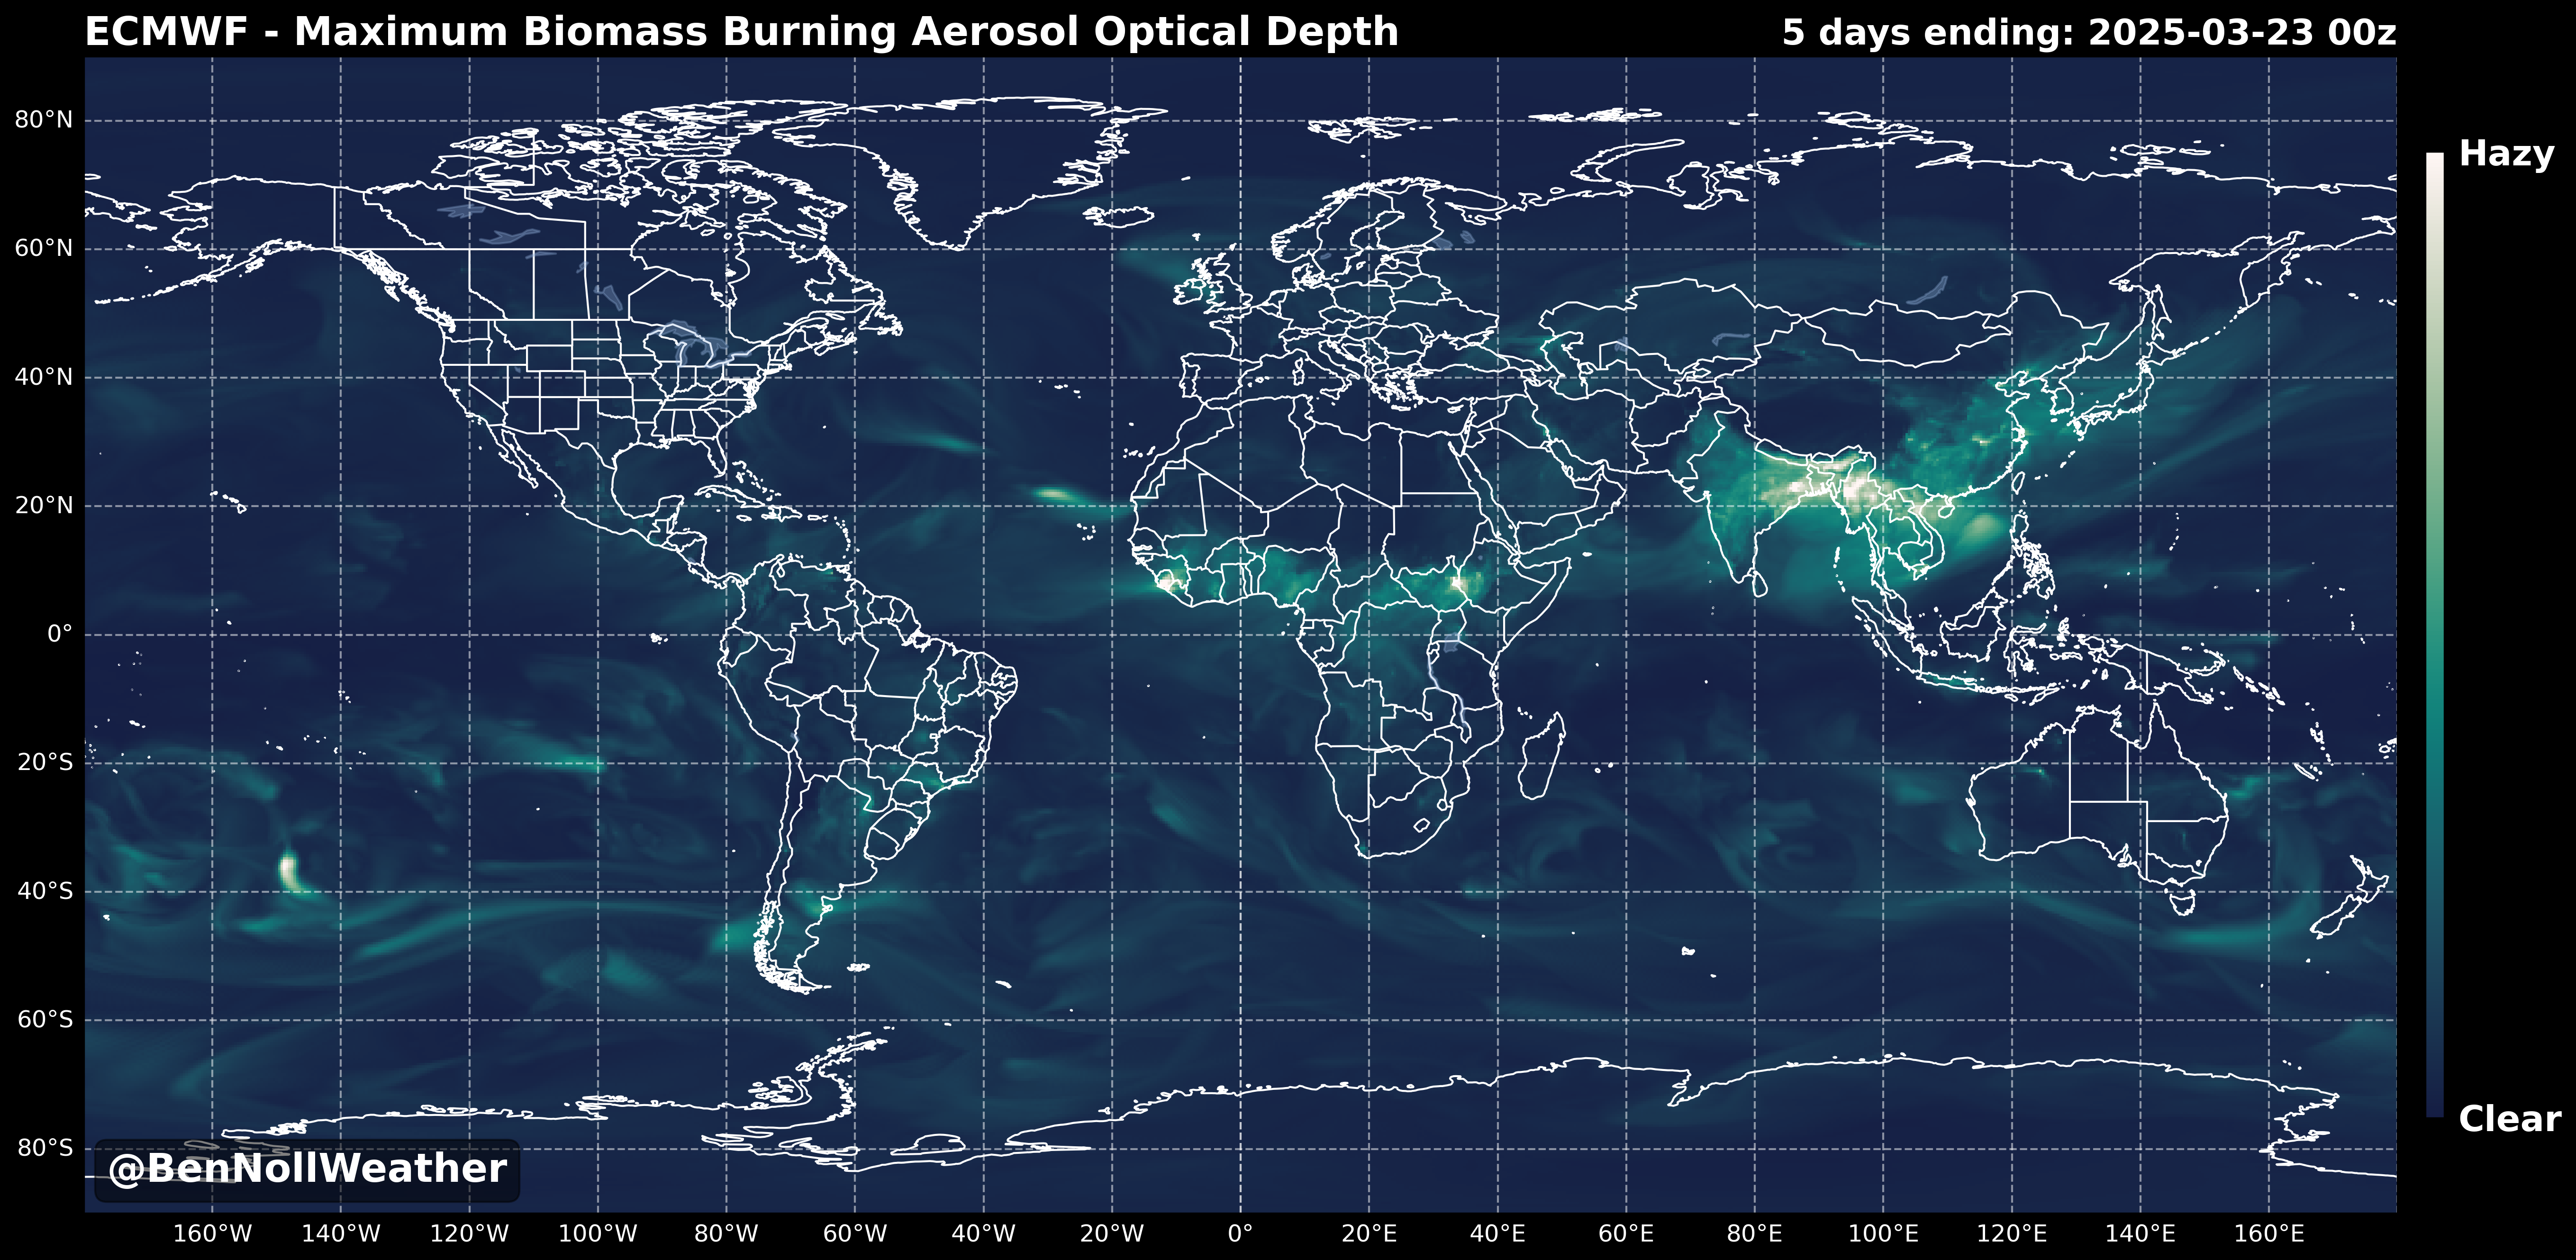 ECMWF - Maximum Biomass Burning Aerosol Optical Depth
5 days ending: 2025-03-23 00z
Hazy
80°N
60°N
40°N
20°N
0°
20°S
40°S
60°S
80°S
Clear
@BenNollWeather
160°W 140°W 120°W 100°W 80°W 60°W 40°W 20°W 0° 20°E 40°E 60°E 80°E 100°E 120°E 140°E 160°E